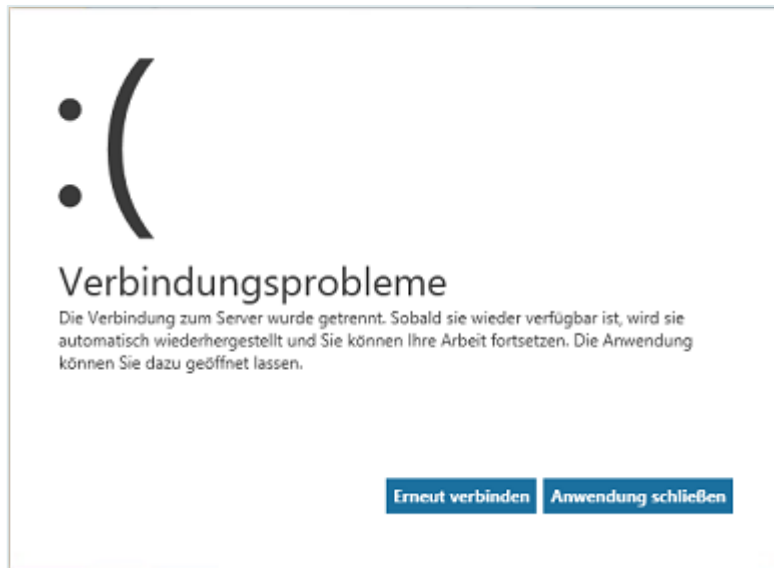 :(
Verbindungsprobleme
Die Verbindung zum Server wurde getrennt. Sobald sie wieder verfügbar ist, wird sie
automatisch wiederhergestellt und Sie können Ihre Arbeit fortsetzen. Die Anwendung
können Sie dazu geöffnet lassen.
Erneut verbinden Anwendung schließen